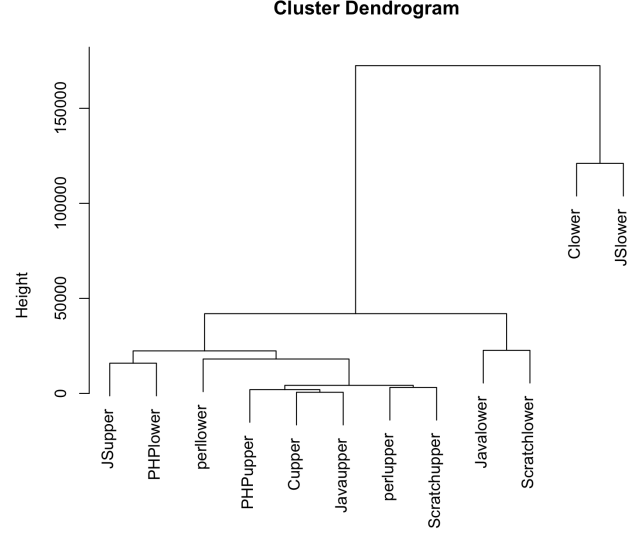 Cluster Dendrogram
Height
150000
100000
50000
0
JSupper
PHPlower
perllower
PHPupper
Cupper
Javaupper
perlupper
Scratchupper
Javalower
Scratchlower
Clower
JSlower